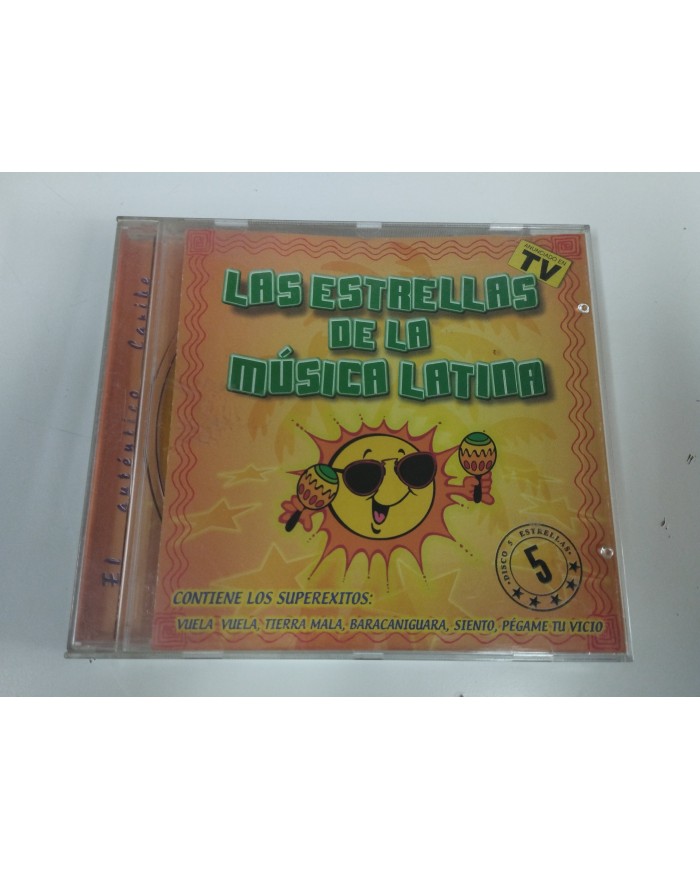 El auténtico Caribe
ANUNCIADO EN
TV
LAS ESTRELLAS
DE LA
MÚSICA LATINA
DISCO 5 ESTRELLAS
5
CONTIENE LOS SUPEREXITOS:
VUELA VUELA, TIERRA MALA, BARACANIGUARA, SIENTO, PÉGAME TU VICIO